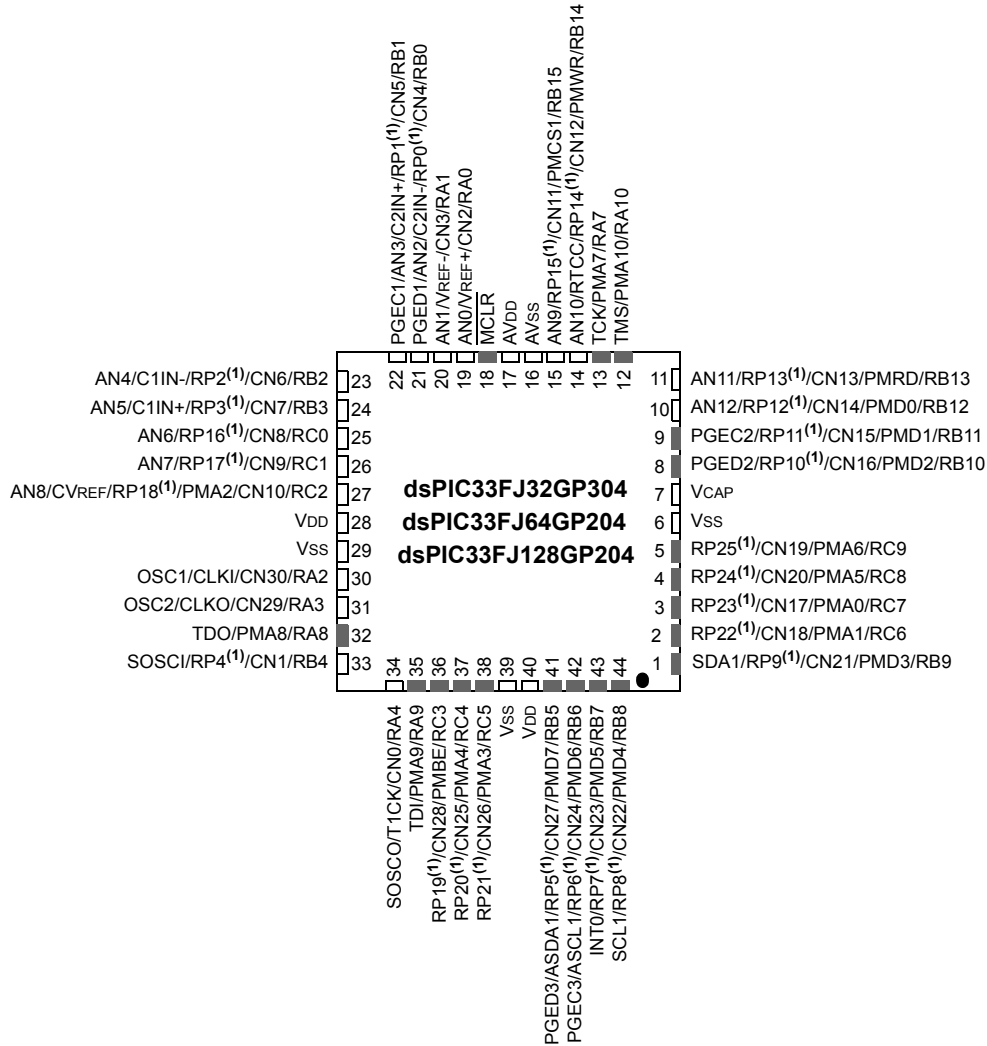 PGEC1/AN3/C2IN+/RP1(1)/CN5/RB1
PGED1/AN2/C2IN-/RP0(1)/CN4/RB0
AN1/VREF-/CN3/RA1
AN0/VREF+/CN2/RA0
MCLR
AVDD
AVSS
AN9/RP15(1)/CN11/PMCS1/RB15
AN10/RTCC/RP14(1)/CN12/PMWR/RB14
TCK/PMA7/RA7
TMS/PMA10/RA10
22 21 20 19 18 17 16 15 14 13 12
AN4/C1IN-/RP2(1)/CN6/RB2 23
AN5/C1IN+/RP3(1)/CN7/RB3 24
AN6/RP16(1)/CN8/RC0 25
AN7/RP17(1)/CN9/RC1 26
AN8/CVREF/RP18(1)/PMA2/CN10/RC2 27
VDD 28
VSS 29
OSC1/CLKI/CN30/RA2 30
OSC2/CLKO/CN29/RA3 31
TDO/PMA8/RA8 32
SOSCI/RP4(1)/CN1/RB4 33
dsPIC33FJ32GP304
dsPIC33FJ64GP204
dsPIC33FJ128GP204
11 AN11/RP13(1)/CN13/PMRD/RB13
10 AN12/RP12(1)/CN14/PMD0/RB12
9 PGEC2/RP11(1)/CN15/PMD1/RB11
8 PGED2/RP10(1)/CN16/PMD2/RB10
7 VCAP
6 VSS
5 RP25(1)/CN19/PMA6/RC9
4 RP24(1)/CN20/PMA5/RC8
3 RP23(1)/CN17/PMA0/RC7
2 RP22(1)/CN18/PMA1/RC6
1 SDA1/RP9(1)/CN21/PMD3/RB9
34 35 36 37 38 39 40 41 42 43 44
SOSCO/T1CK/CN0/RA4
TDI/PMA9/RA9
RP19(1)/CN28/PMBE/RC3
RP20(1)/CN25/PMA4/RC4
RP21(1)/CN26/PMA3/RC5
VSS
VDD
PGED3/ASDA1/RP5(1)/CN27/PMD7/RB5
PGEC3/ASCL1/RP6(1)/CN24/PMD6/RB6
INT0/RP7(1)/CN23/PMD5/RB7
SCL1/RP8(1)/CN22/PMD4/RB8